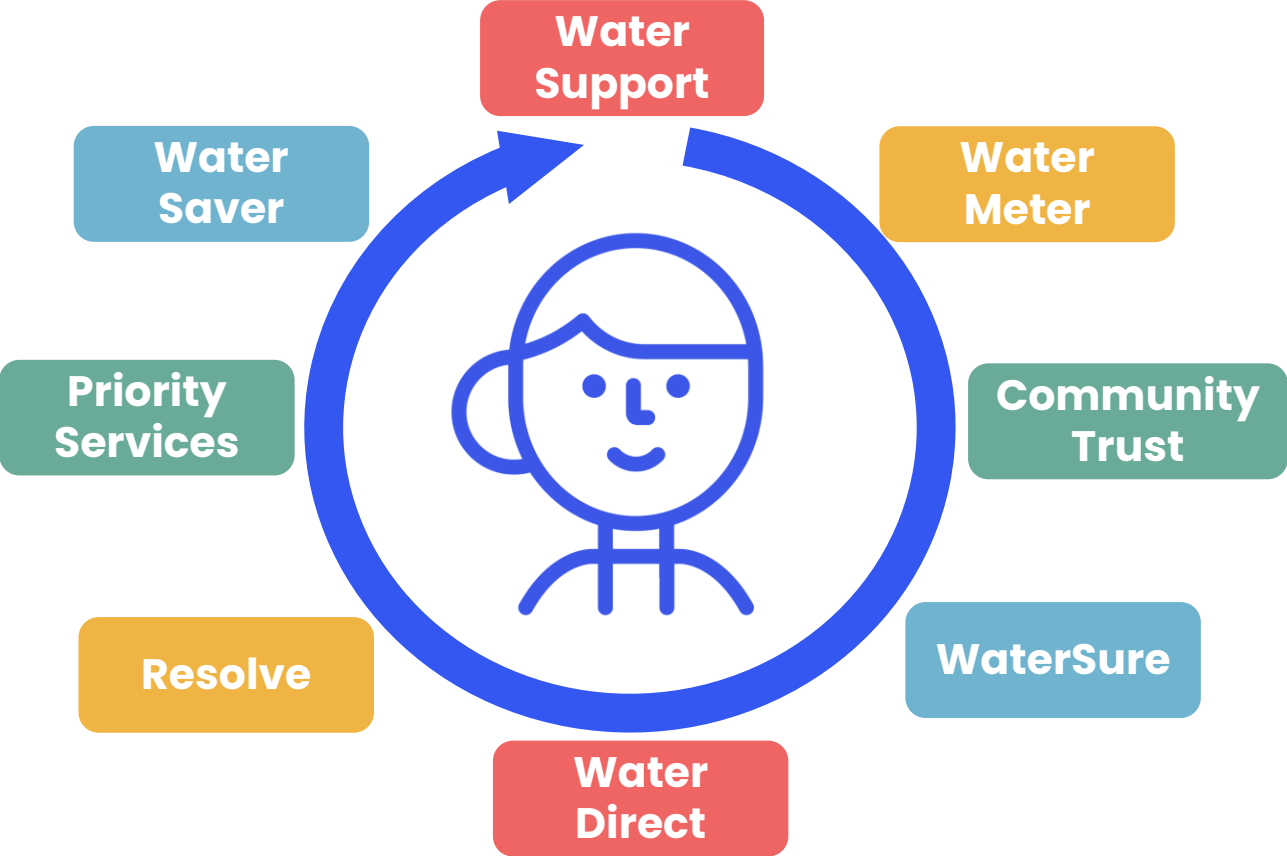 Water
Support
Water
Saver
Water
Meter
Priority
Services
Community
Trust
Resolve
WaterSure
Water
Direct